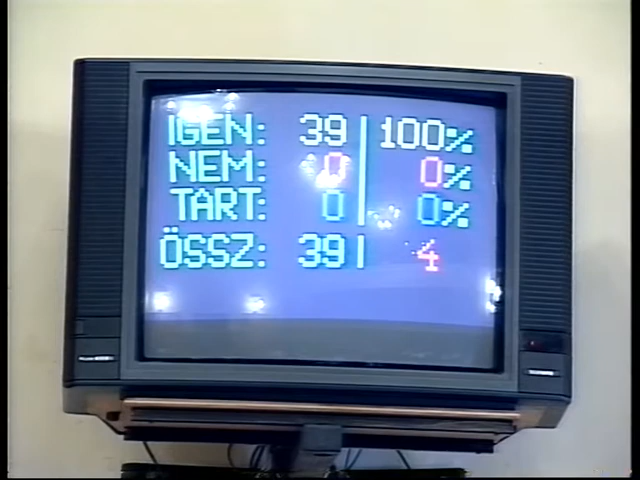 IGEN: 39 | 100%
NEM: 0 | 0%
TART: 0 | 0%
ÖSSZ: 39 | 4